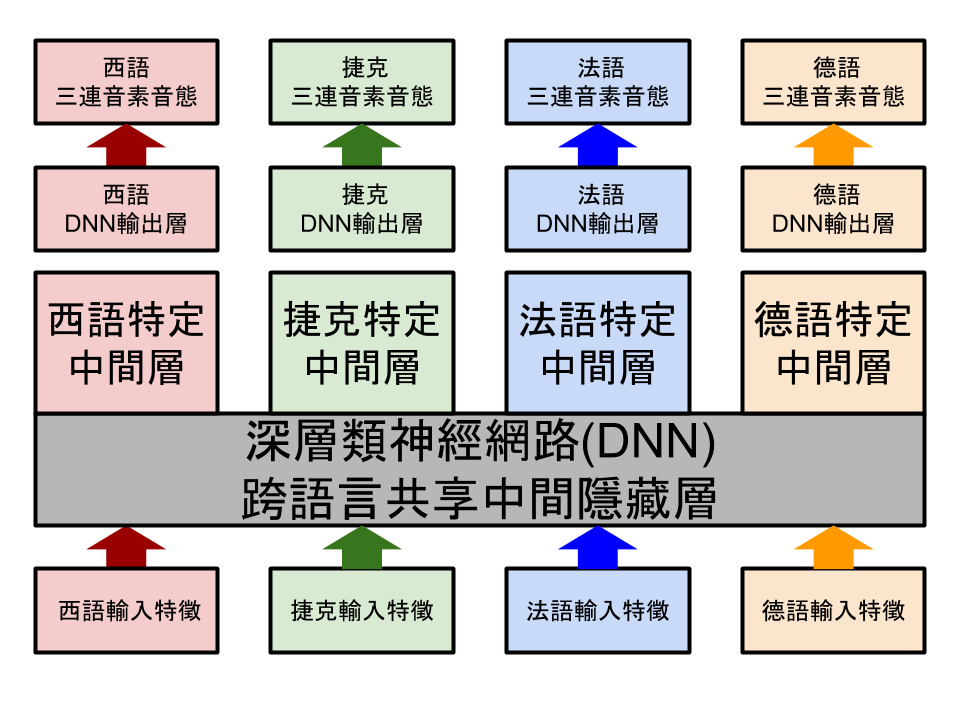 西語
三連音素音態
捷克
三連音素音態
法語
三連音素音態
德語
三連音素音態
西語
DNN輸出層
捷克
DNN輸出層
法語
DNN輸出層
德語
DNN輸出層
西語特定
中間層
捷克特定
中間層
法語特定
中間層
德語特定
中間層
深層類神經網路(DNN)
跨語言共享中間隱藏層
西語輸入特徵
捷克輸入特徵
法語輸入特徵
德語輸入特徵